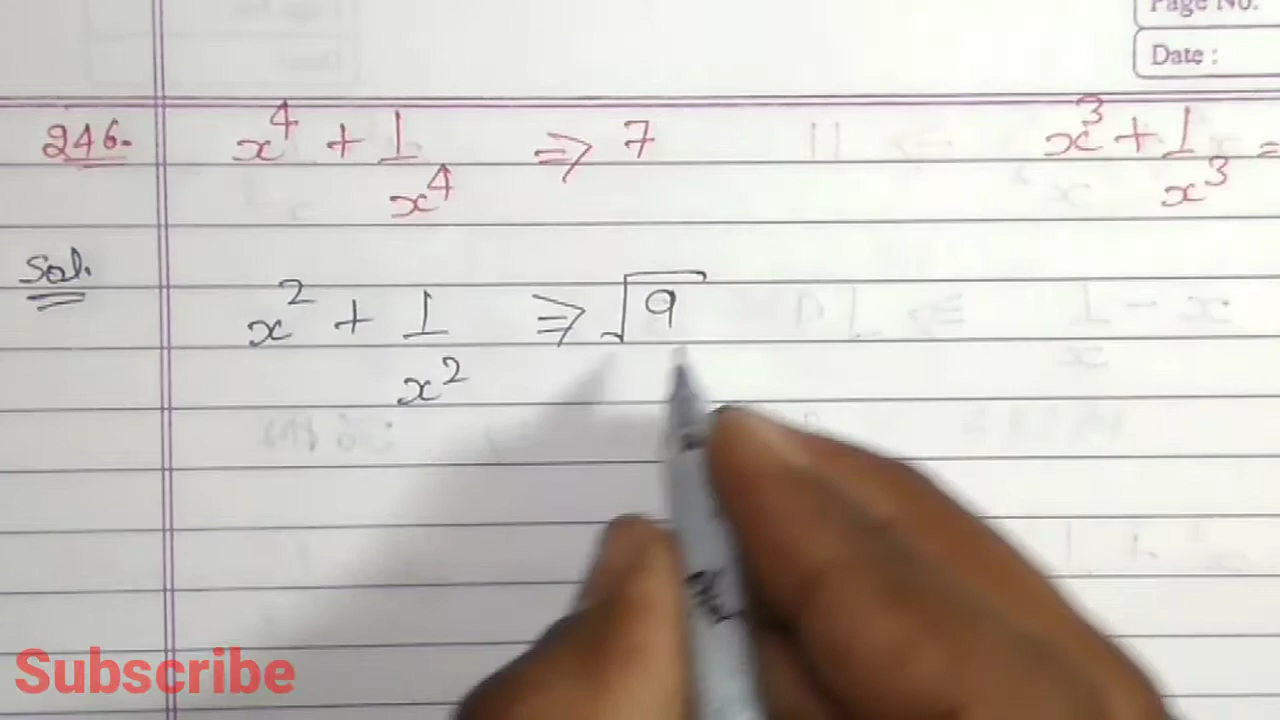 Page No.
Date :
246. x⁴ + 1/x⁴ ⇒ 7 x³ + 1/x³ =
Sol.
x² + 1/x² ⇒ √9
Subscribe